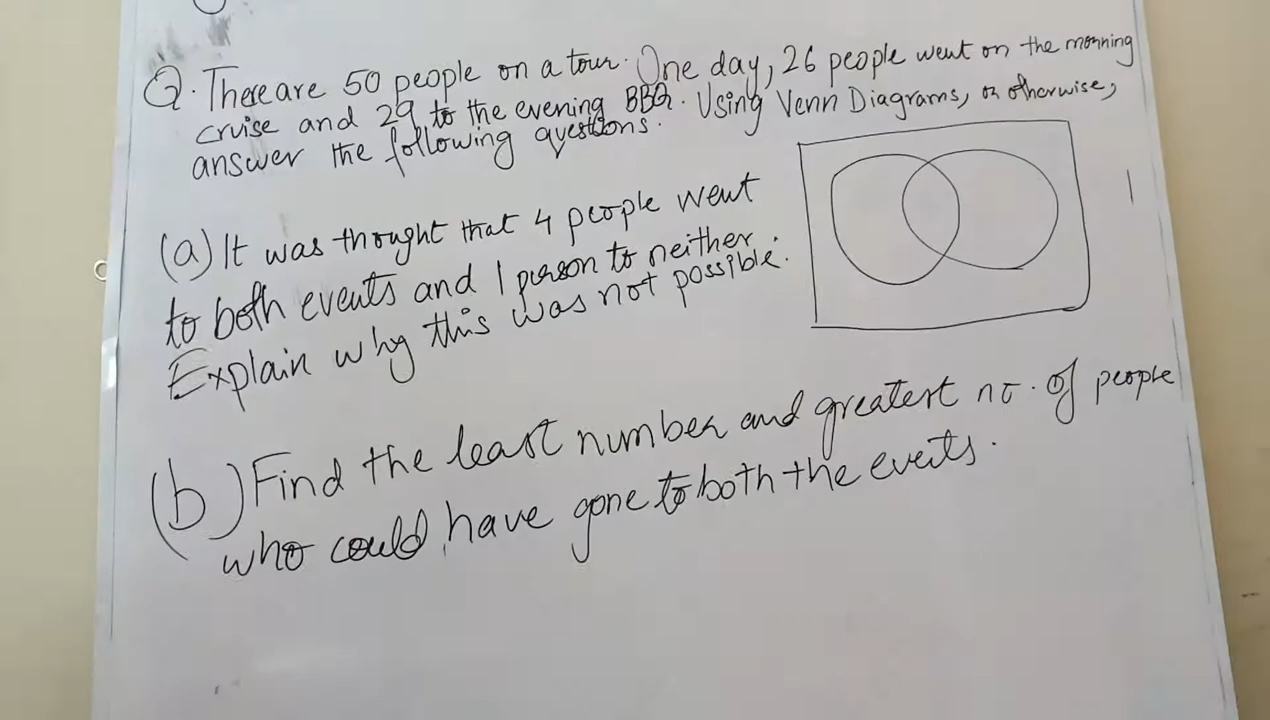 Q. There are 50 people on a tour. One day, 26 people went on the morning
cruise and 29 to the evening BBQ. Using Venn Diagrams, or otherwise,
answer the following questions.
(a) It was thought that 4 people went
to both events and 1 person to neither.
Explain why this was not possible.
(b) Find the least number and greatest no. of people
who could have gone to both the events.